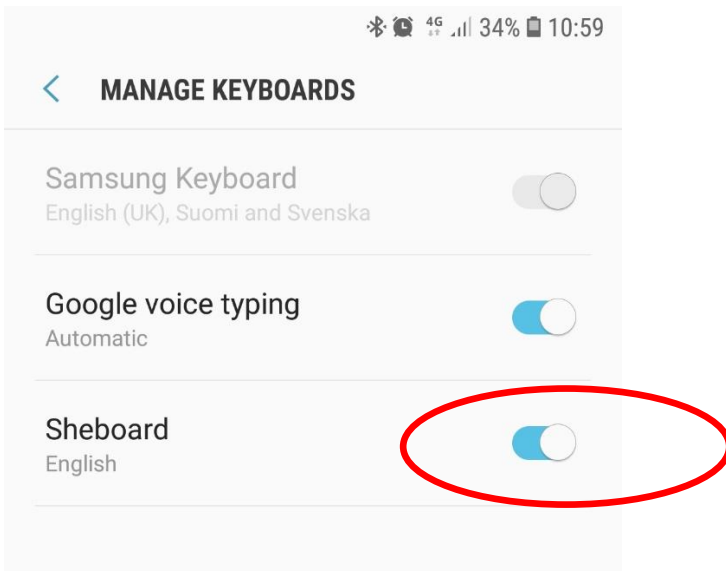 4G 34% 10:59
MANAGE KEYBOARDS
Samsung Keyboard
English (UK), Suomi and Svenska
Google voice typing
Automatic
Sheboard
English